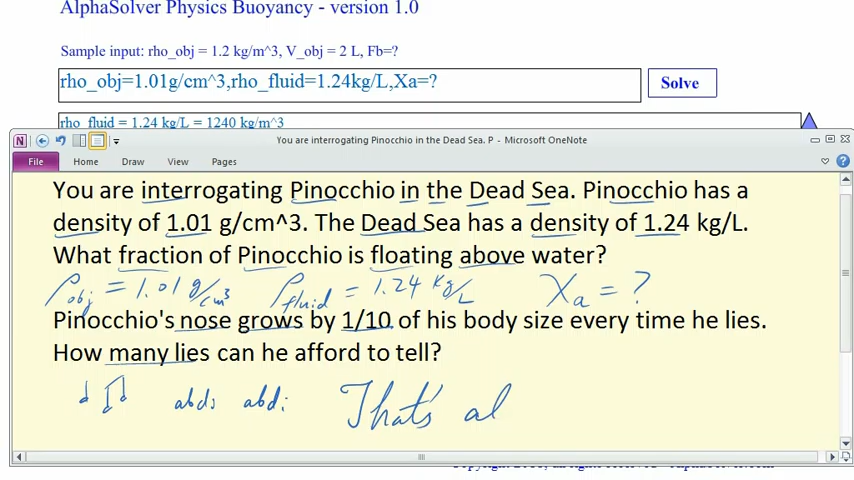 AlphaSolver Physics Buoyancy - version 1.0
Sample input: rho_obj = 1.2 kg/m^3, V_obj = 2 L, Fb=?
rho_obj=1.01g/cm^3,rho_fluid=1.24kg/L,Xa=?
Solve
rho_fluid = 1.24 kg/L = 1240 kg/m^3
You are interrogating Pinocchio in the Dead Sea. P - Microsoft OneNote
File Home Draw View Pages
You are interrogating Pinocchio in the Dead Sea. Pinocchio has a
density of 1.01 g/cm^3. The Dead Sea has a density of 1.24 kg/L.
What fraction of Pinocchio is floating above water?
ρobj = 1.01 g/cm³ ρfluid = 1.24 kg/L Xa = ?
Pinocchio's nose grows by 1/10 of his body size every time he lies.
How many lies can he afford to tell?
That's al